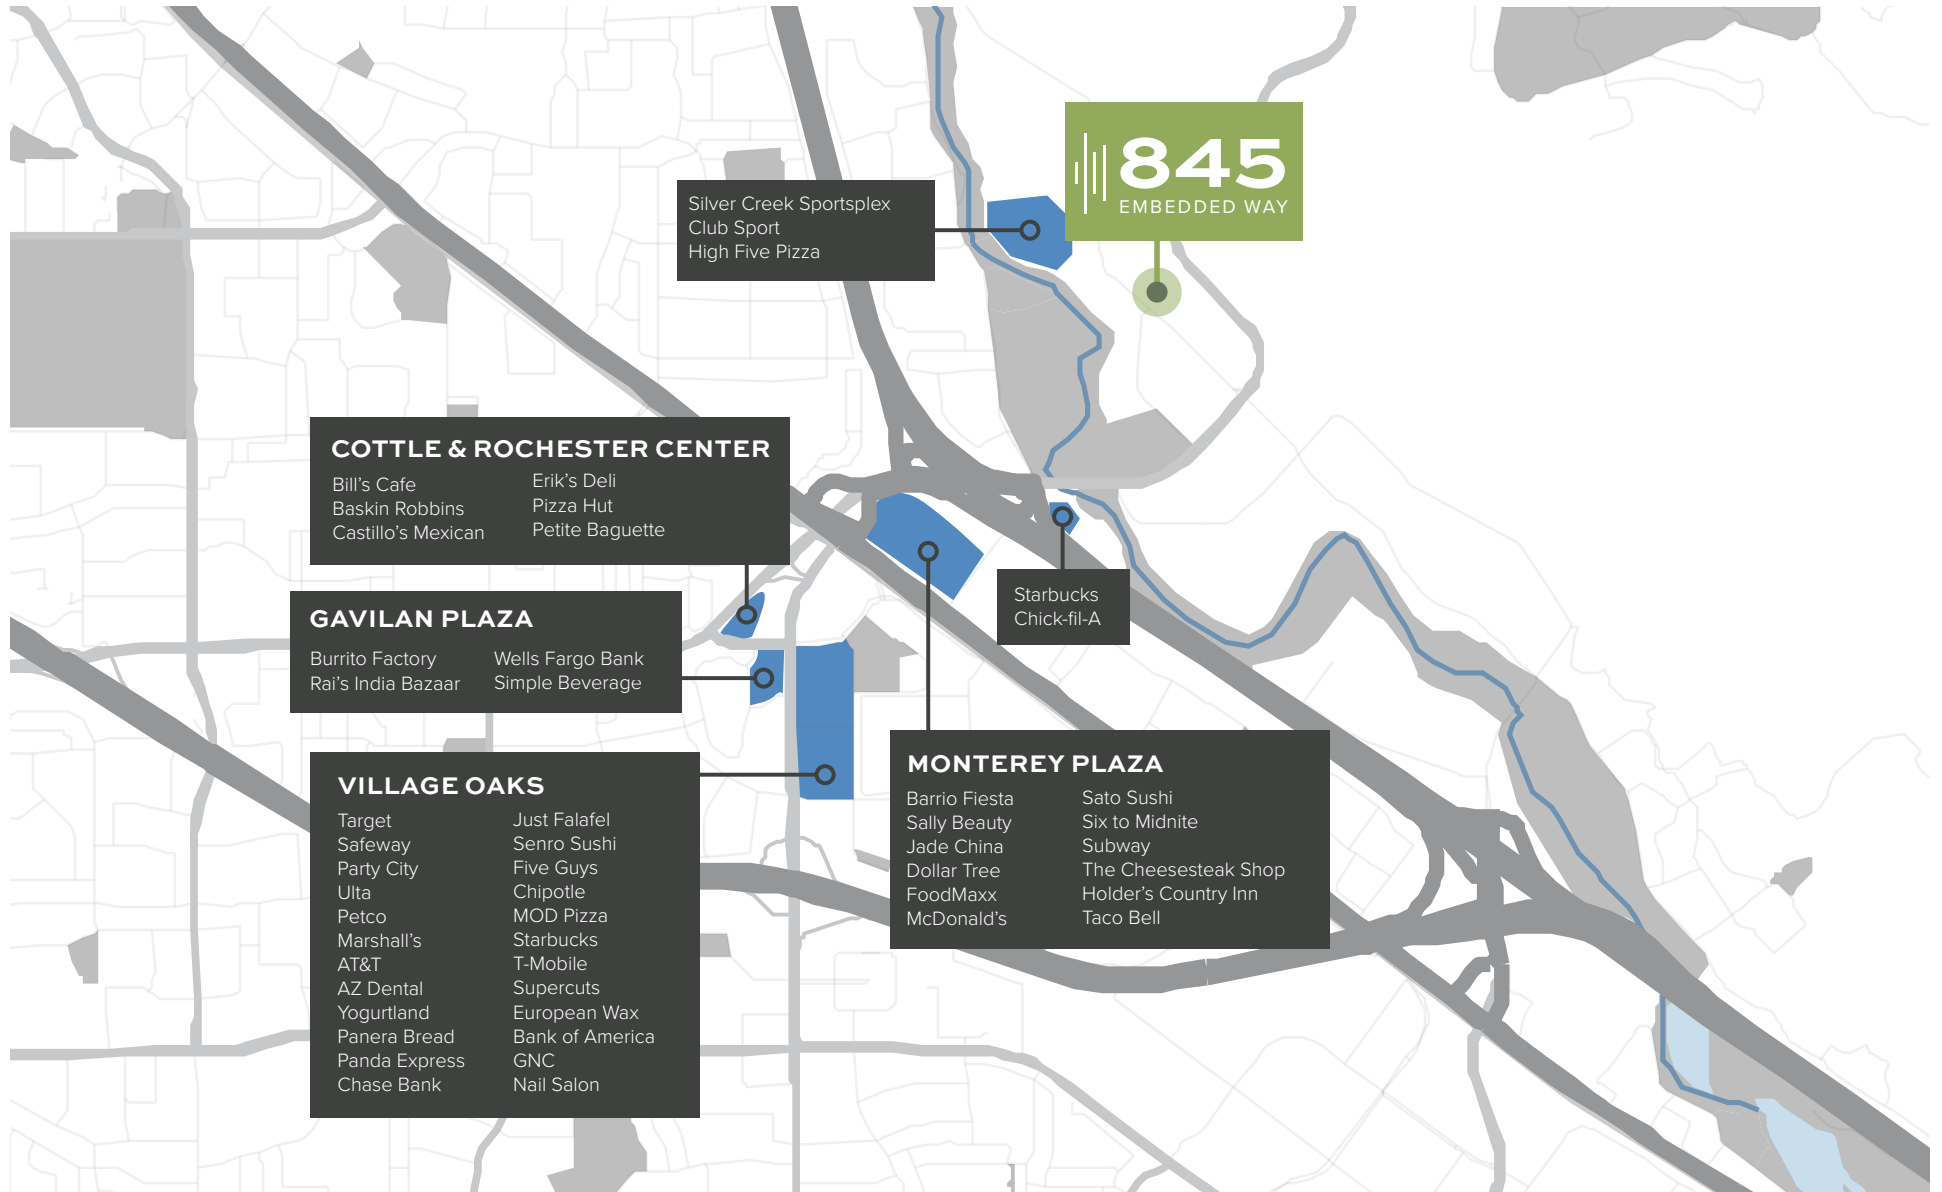 845
EMBEDDED WAY
Silver Creek Sportsplex
Club Sport
High Five Pizza
COTTLE & ROCHESTER CENTER
Bill's Cafe
Baskin Robbins
Castillo's Mexican
Erik's Deli
Pizza Hut
Petite Baguette
Starbucks
Chick-fil-A
GAVILAN PLAZA
Burrito Factory
Rai's India Bazaar
Wells Fargo Bank
Simple Beverage
VILLAGE OAKS
Target
Safeway
Party City
Ulta
Petco
Marshall's
AT&T
AZ Dental
Yogurtland
Panera Bread
Panda Express
Chase Bank
Just Falafel
Senro Sushi
Five Guys
Chipotle
MOD Pizza
Starbucks
T-Mobile
Supercuts
European Wax
Bank of America
GNC
Nail Salon
MONTEREY PLAZA
Barrio Fiesta
Sally Beauty
Jade China
Dollar Tree
FoodMaxx
McDonald's
Sato Sushi
Six to Midnite
Subway
The Cheesesteak Shop
Holder's Country Inn
Taco Bell